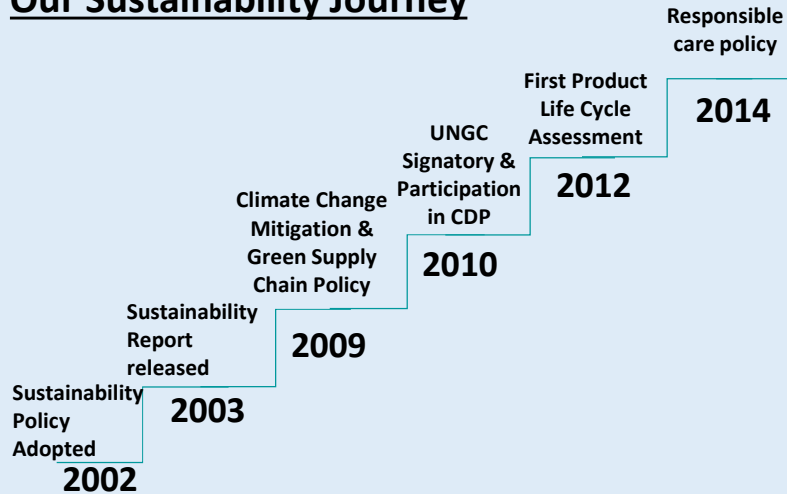 Our Sustainability Journey
Responsible
care policy
2014
First Product
Life Cycle
Assessment
2012
UNGC
Signatory &
Participation
in CDP
2010
Climate Change
Mitigation &
Green Supply
Chain Policy
2009
Sustainability
Report
released
2003
Sustainability
Policy
Adopted
2002